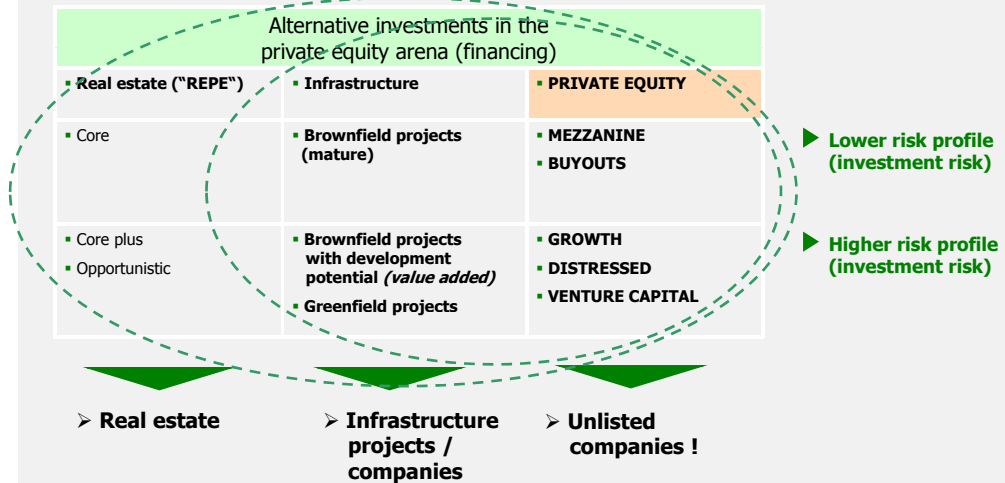 Alternative investments in the
private equity arena (financing)
▪ Real estate ("REPE“)
▪ Infrastructure
▪ PRIVATE EQUITY
▪ Core
▪ Brownfield projects
(mature)
▪ MEZZANINE
▪ BUYOUTS
Lower risk profile
(investment risk)
▪ Core plus
▪ Opportunistic
▪ Brownfield projects
with development
potential (value added)
▪ Greenfield projects
▪ GROWTH
▪ DISTRESSED
▪ VENTURE CAPITAL
Higher risk profile
(investment risk)
➢ Real estate
➢ Infrastructure
projects /
companies
➢ Unlisted
companies !